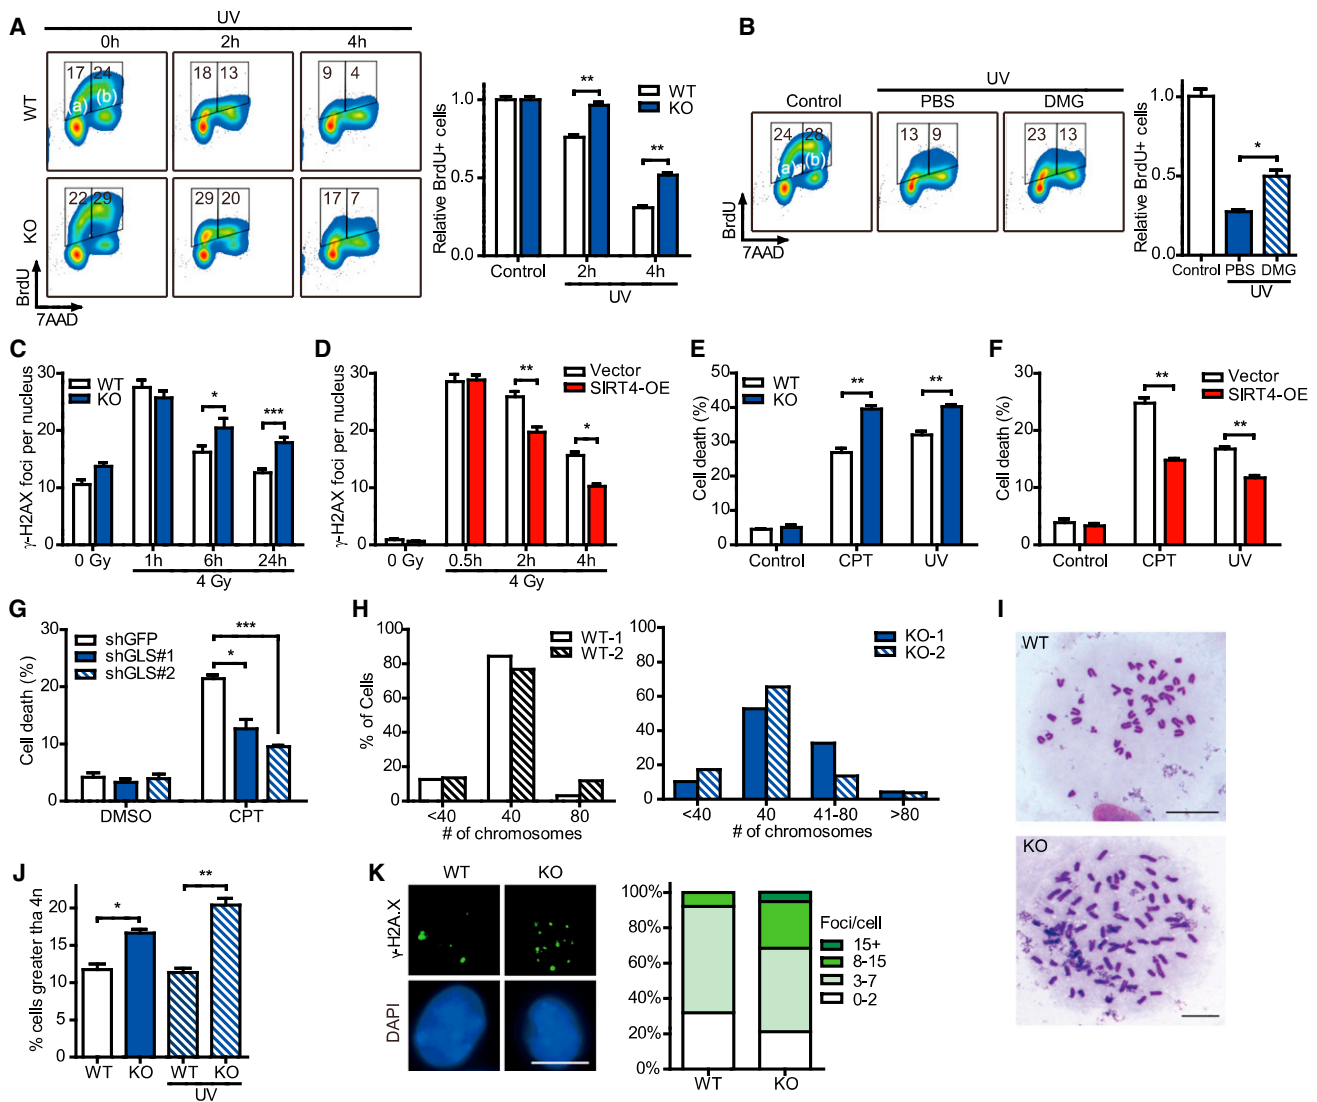 A
UV
0h 2h 4h
WT
17 24
(a) (b)
18 13
9 4
KO
22 29
29 20
17 7
BrdU
7AAD
Relative BrdU+ cells
1.0
0.5
0.0
** **
WT
KO
Control 2h 4h
UV
B
UV
Control PBS DMG
24 28
(a) (b)
13 9
23 13
BrdU
7AAD
Relative BrdU+ cells
1.0
0.5
0.0
*
Control PBS DMG
UV
C
γ-H2AX foci per nucleus
30
20
10
0
WT
KO
* ***
0 Gy 1h 6h 24h
4 Gy
D
γ-H2AX foci per nucleus
30
20
10
0
Vector
SIRT4-OE
** *
0 Gy 0.5h 2h 4h
4 Gy
E
Cell death (%)
50
40
30
20
10
0
WT
KO
** **
Control CPT UV
F
Cell death (%)
30
20
10
0
Vector
SIRT4-OE
** **
Control CPT UV
G
Cell death (%)
30
20
10
0
shGFP
shGLS#1
shGLS#2
***
*
DMSO CPT
H
% of Cells
100
80
60
40
20
0
WT-1
WT-2
<40 40 80
# of chromosomes
100
80
60
40
20
0
KO-1
KO-2
<40 40 41-80 >80
# of chromosomes
I
WT
KO
J
% cells greater tha 4n
20
15
10
5
0
* **
WT KO WT KO
UV
K
WT KO
γ-H2A.X
DAPI
100%
80%
60%
40%
20%
0%
WT KO
Foci/cell
15+
8-15
3-7
0-2